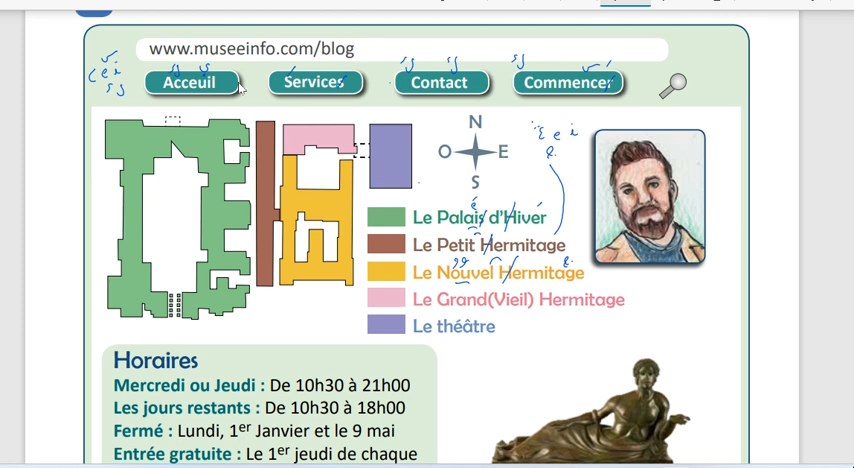 www.museeinfo.com/blog
Acceuil Services Contact Commencer
N
O E
S
Le Palais d'Hiver
Le Petit Hermitage
Le Nouvel Hermitage
Le Grand(Vieil) Hermitage
Le théâtre
Horaires
Mercredi ou Jeudi : De 10h30 à 21h00
Les jours restants : De 10h30 à 18h00
Fermé : Lundi, 1er Janvier et le 9 mai
Entrée gratuite : Le 1er jeudi de chaque